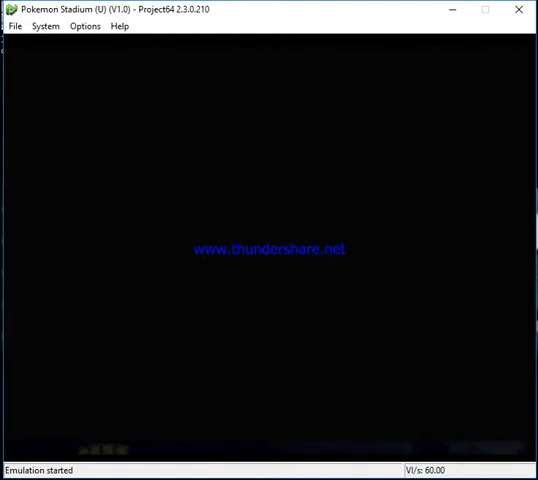 Pokemon Stadium (U) (V1.0) - Project64 2.3.0.210
File System Options Help
www.thundershare.net
Emulation started VI/s: 60.00